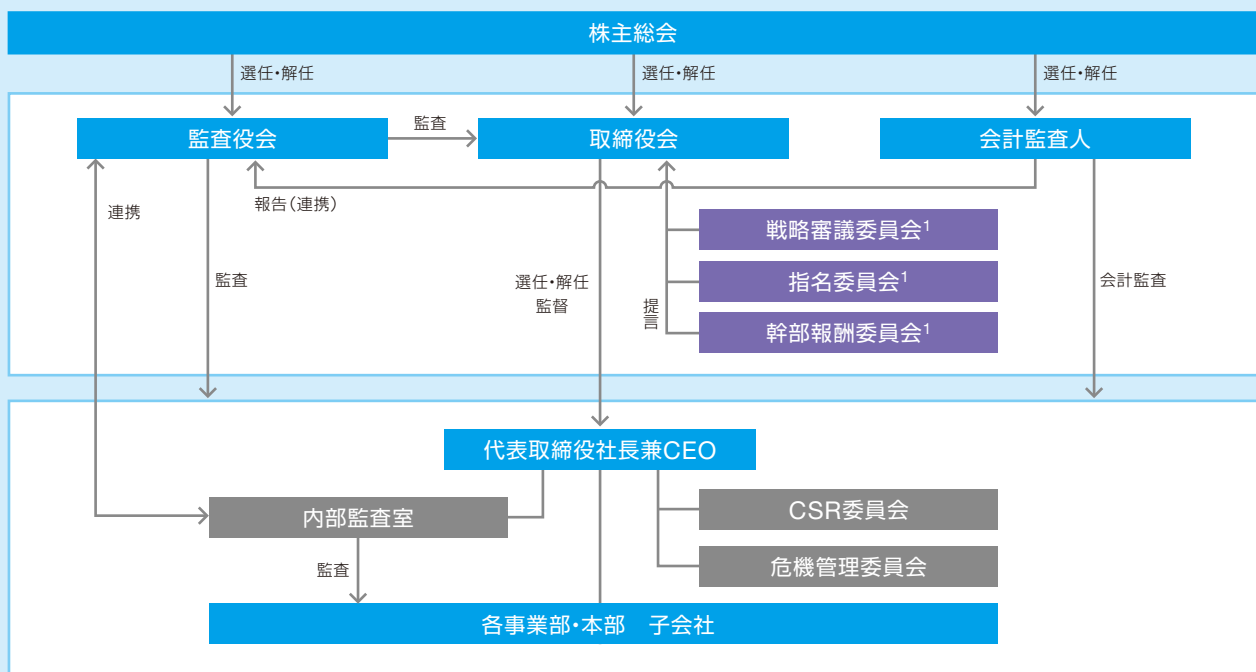 株主総会
選任・解任
選任・解任
選任・解任
監査役会
監査
取締役会
会計監査人
報告(連携)
連携
監査
選任・解任
監督
提言
戦略審議委員会1
指名委員会1
幹部報酬委員会1
会計監査
代表取締役社長兼CEO
内部監査室
CSR委員会
危機管理委員会
監査
各事業部・本部　子会社